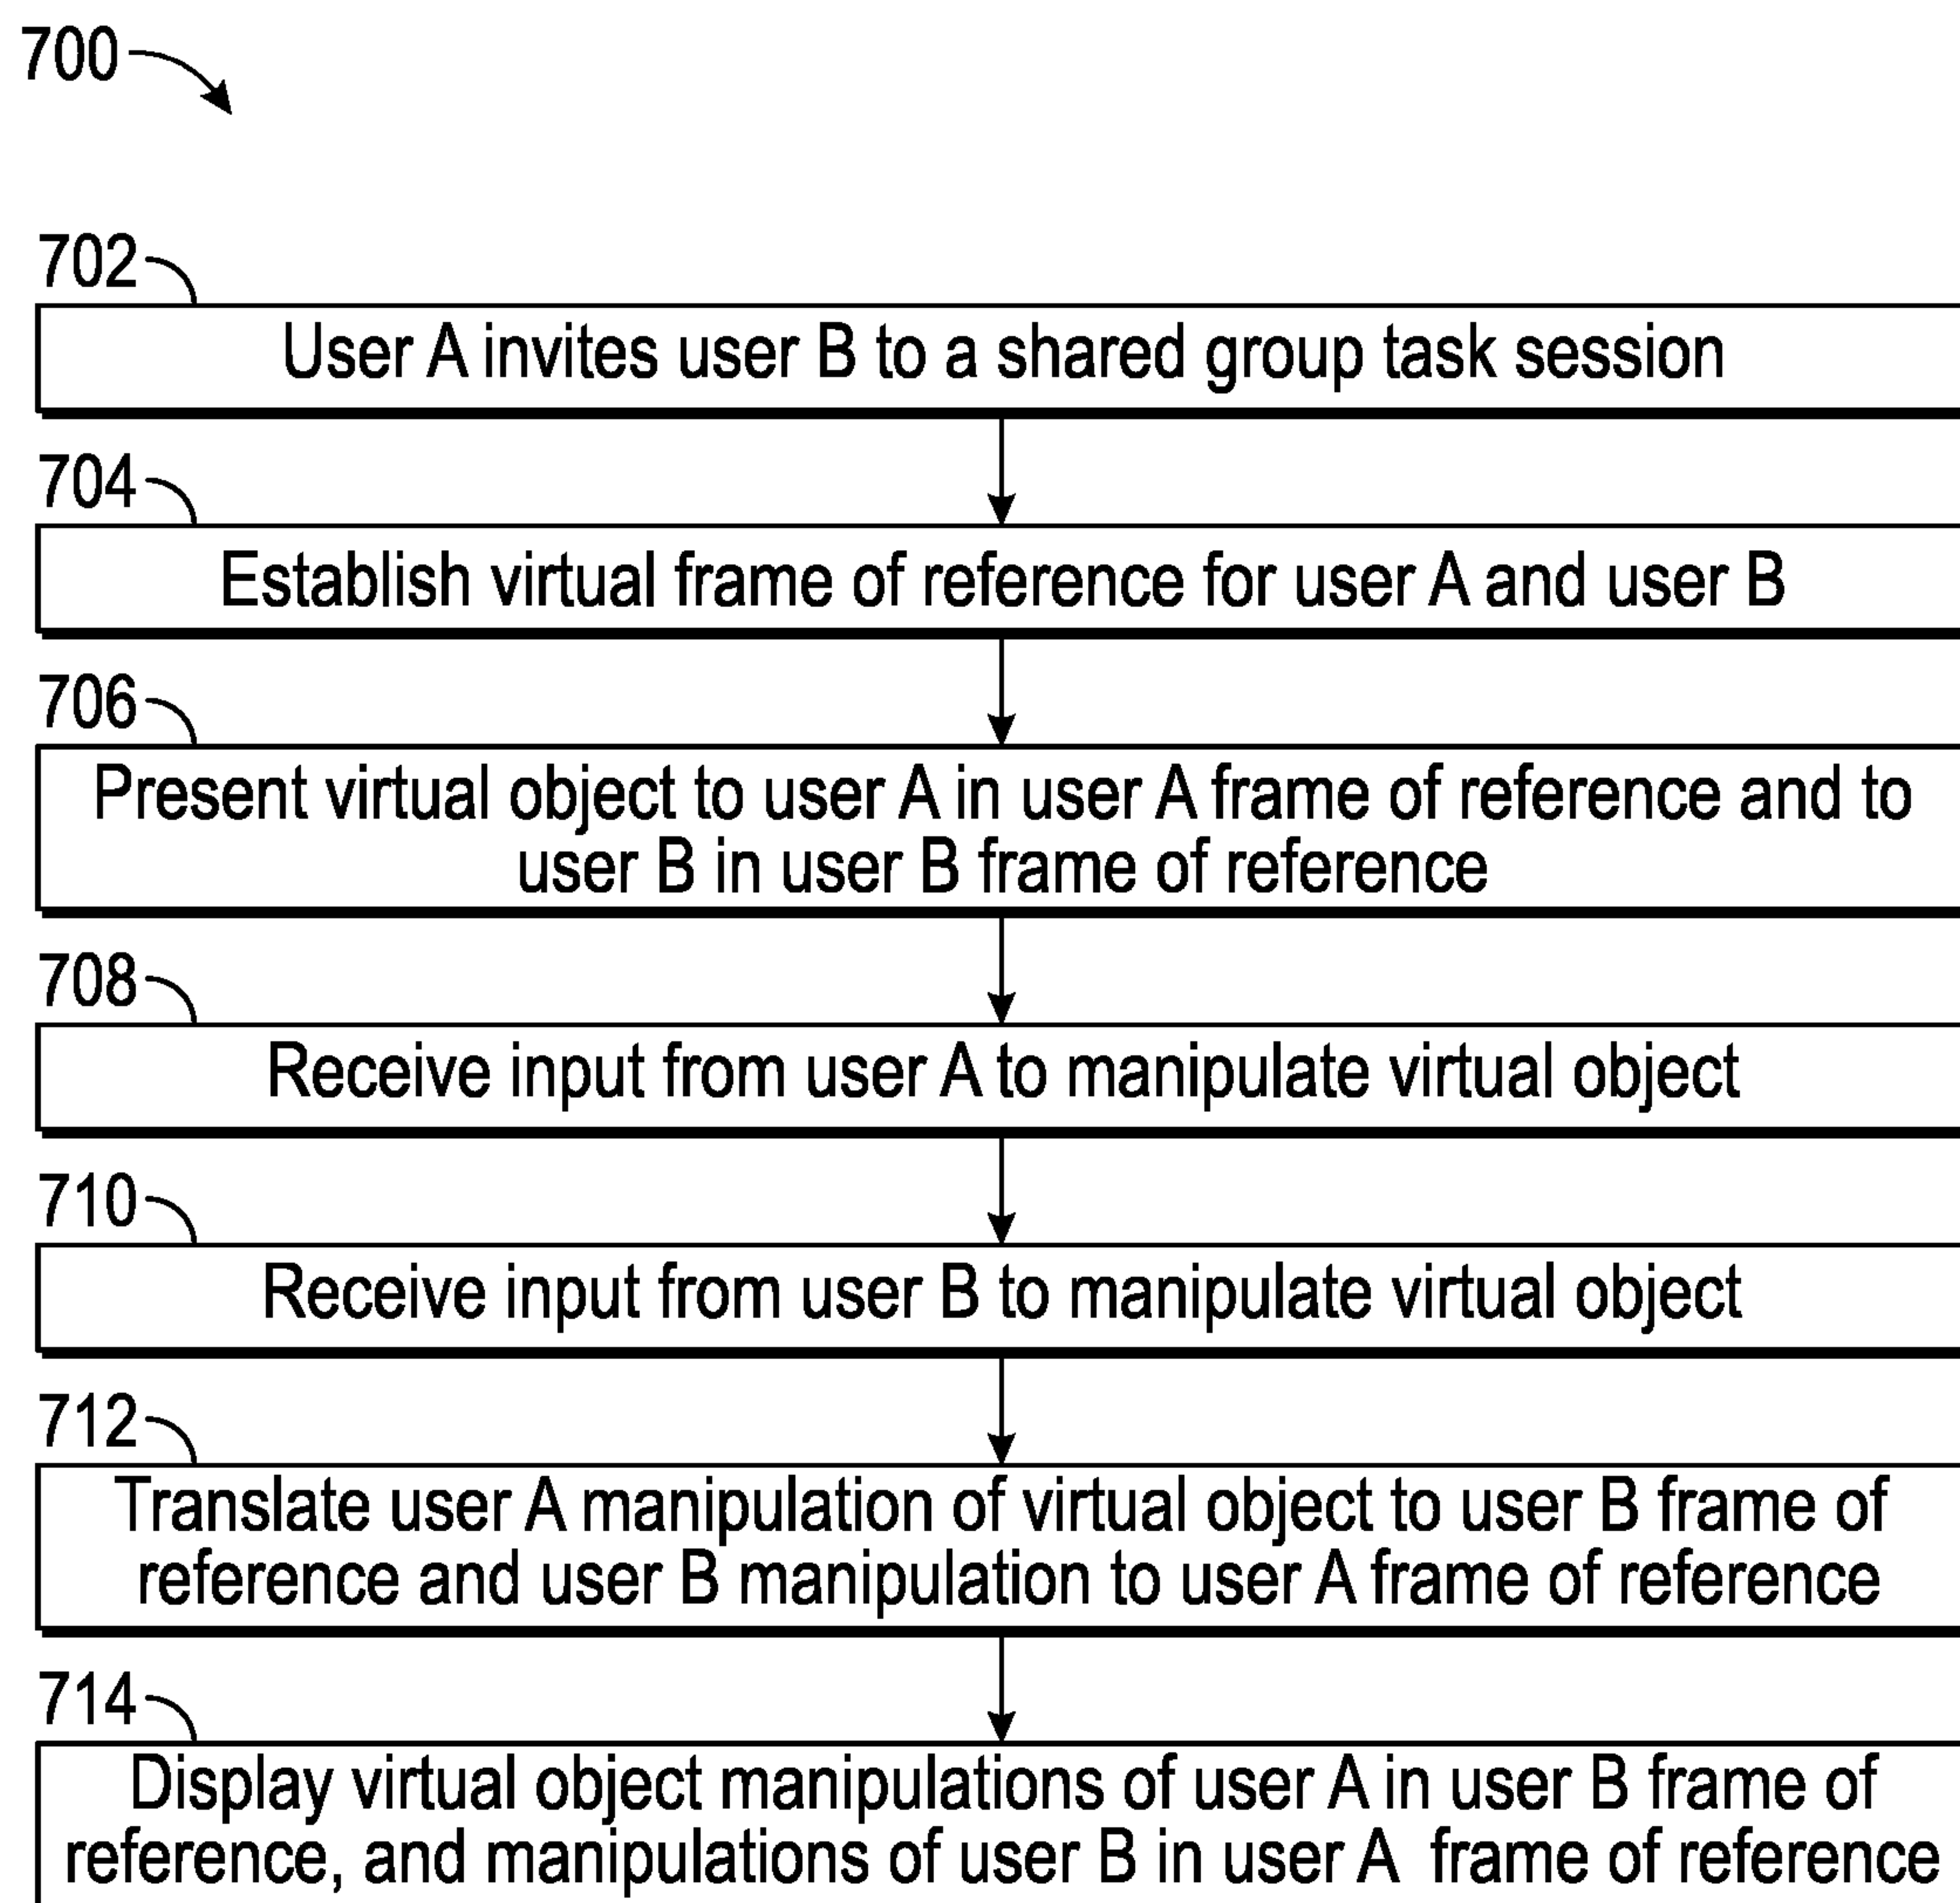 700
702
User A invites user B to a shared group task session
704
Establish virtual frame of reference for user A and user B
706
Present virtual object to user A in user A frame of reference and to
user B in user B frame of reference
708
Receive input from user A to manipulate virtual object
710
Receive input from user B to manipulate virtual object
712
Translate user A manipulation of virtual object to user B frame of
reference and user B manipulation to user A frame of reference
714
Display virtual object manipulations of user A in user B frame of
reference, and manipulations of user B in user A frame of reference